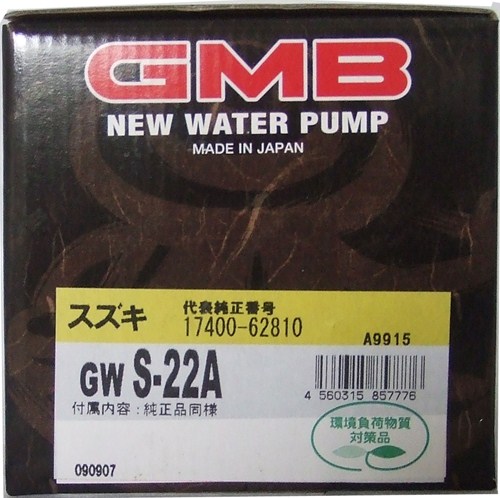 GMB
NEW WATER PUMP
MADE IN JAPAN
スズキ
代表純正番号
17400-62810
A9915
GW S-22A
付属内容：純正品同様
4 560315 857776
環境負荷物質
対策品
090907